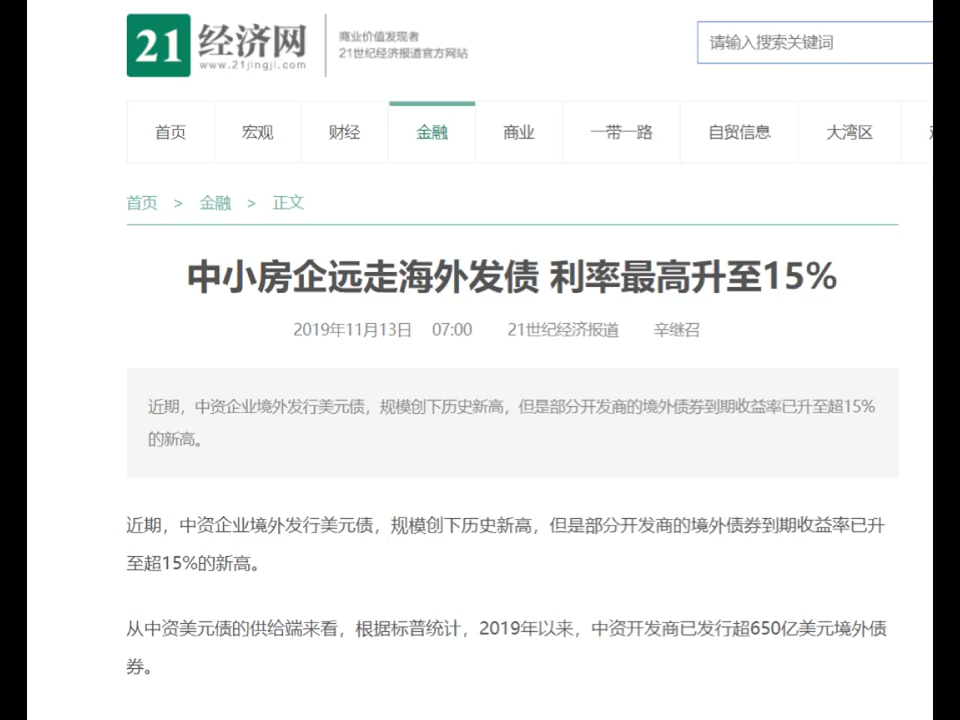 21 经济网
www.21jingji.com
商业价值发现者
21世纪经济报道官方网站
请输入搜索关键词
首页 宏观 财经 金融 商业 一带一路 自贸信息 大湾区
首页 > 金融 > 正文
中小房企远走海外发债 利率最高升至15%
2019年11月13日 07:00 21世纪经济报道 辛继召
近期，中资企业境外发行美元债，规模创下历史新高，但是部分开发商的境外债券到期收益率已升至超15%
的新高。
近期，中资企业境外发行美元债，规模创下历史新高，但是部分开发商的境外债券到期收益率已升
至超15%的新高。
从中资美元债的供给端来看，根据标普统计，2019年以来，中资开发商已发行超650亿美元境外债
券。